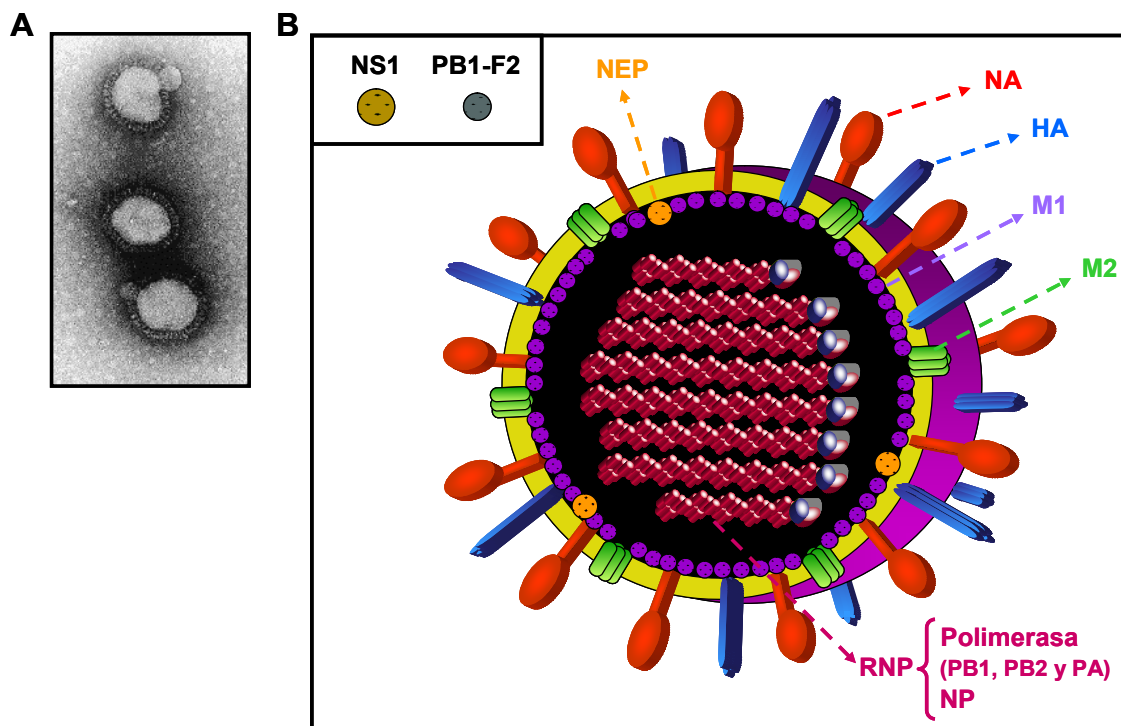 A
B
NS1 PB1-F2
NEP
NA
HA
M1
M2
RNP
Polimerasa
(PB1, PB2 y PA)
NP